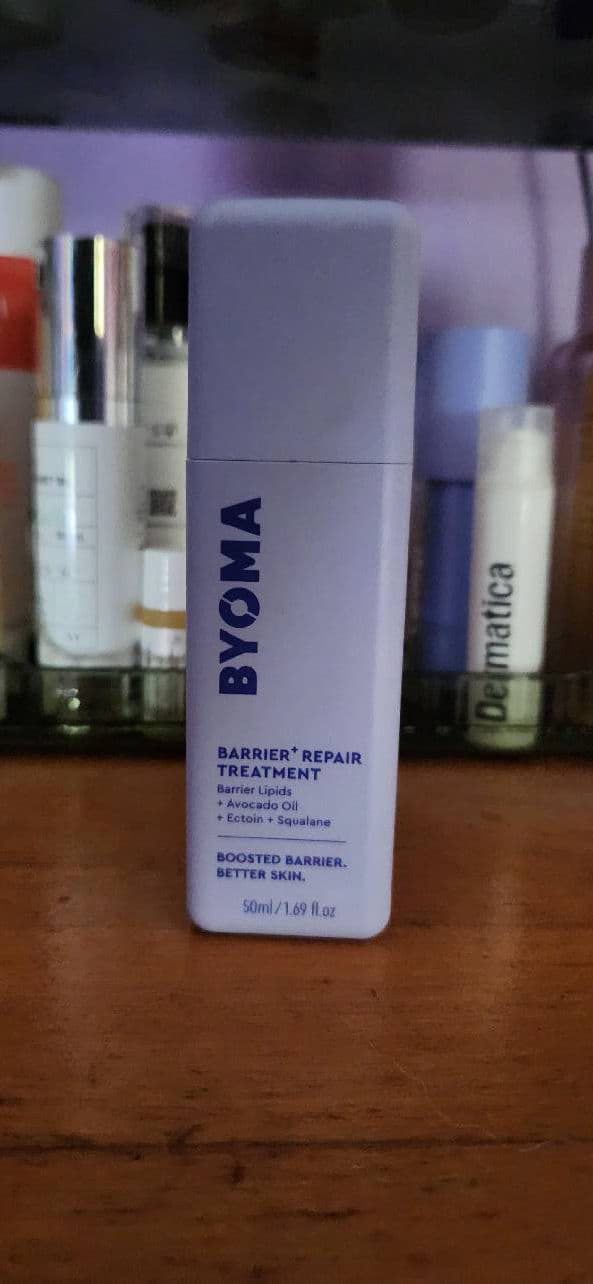 BYOMA
BARRIER+ REPAIR
TREATMENT
Barrier Lipids
+ Avocado Oil
+ Ectoin + Squalane
BOOSTED BARRIER.
BETTER SKIN.
50ml/1.69 fl.oz
Dermatica